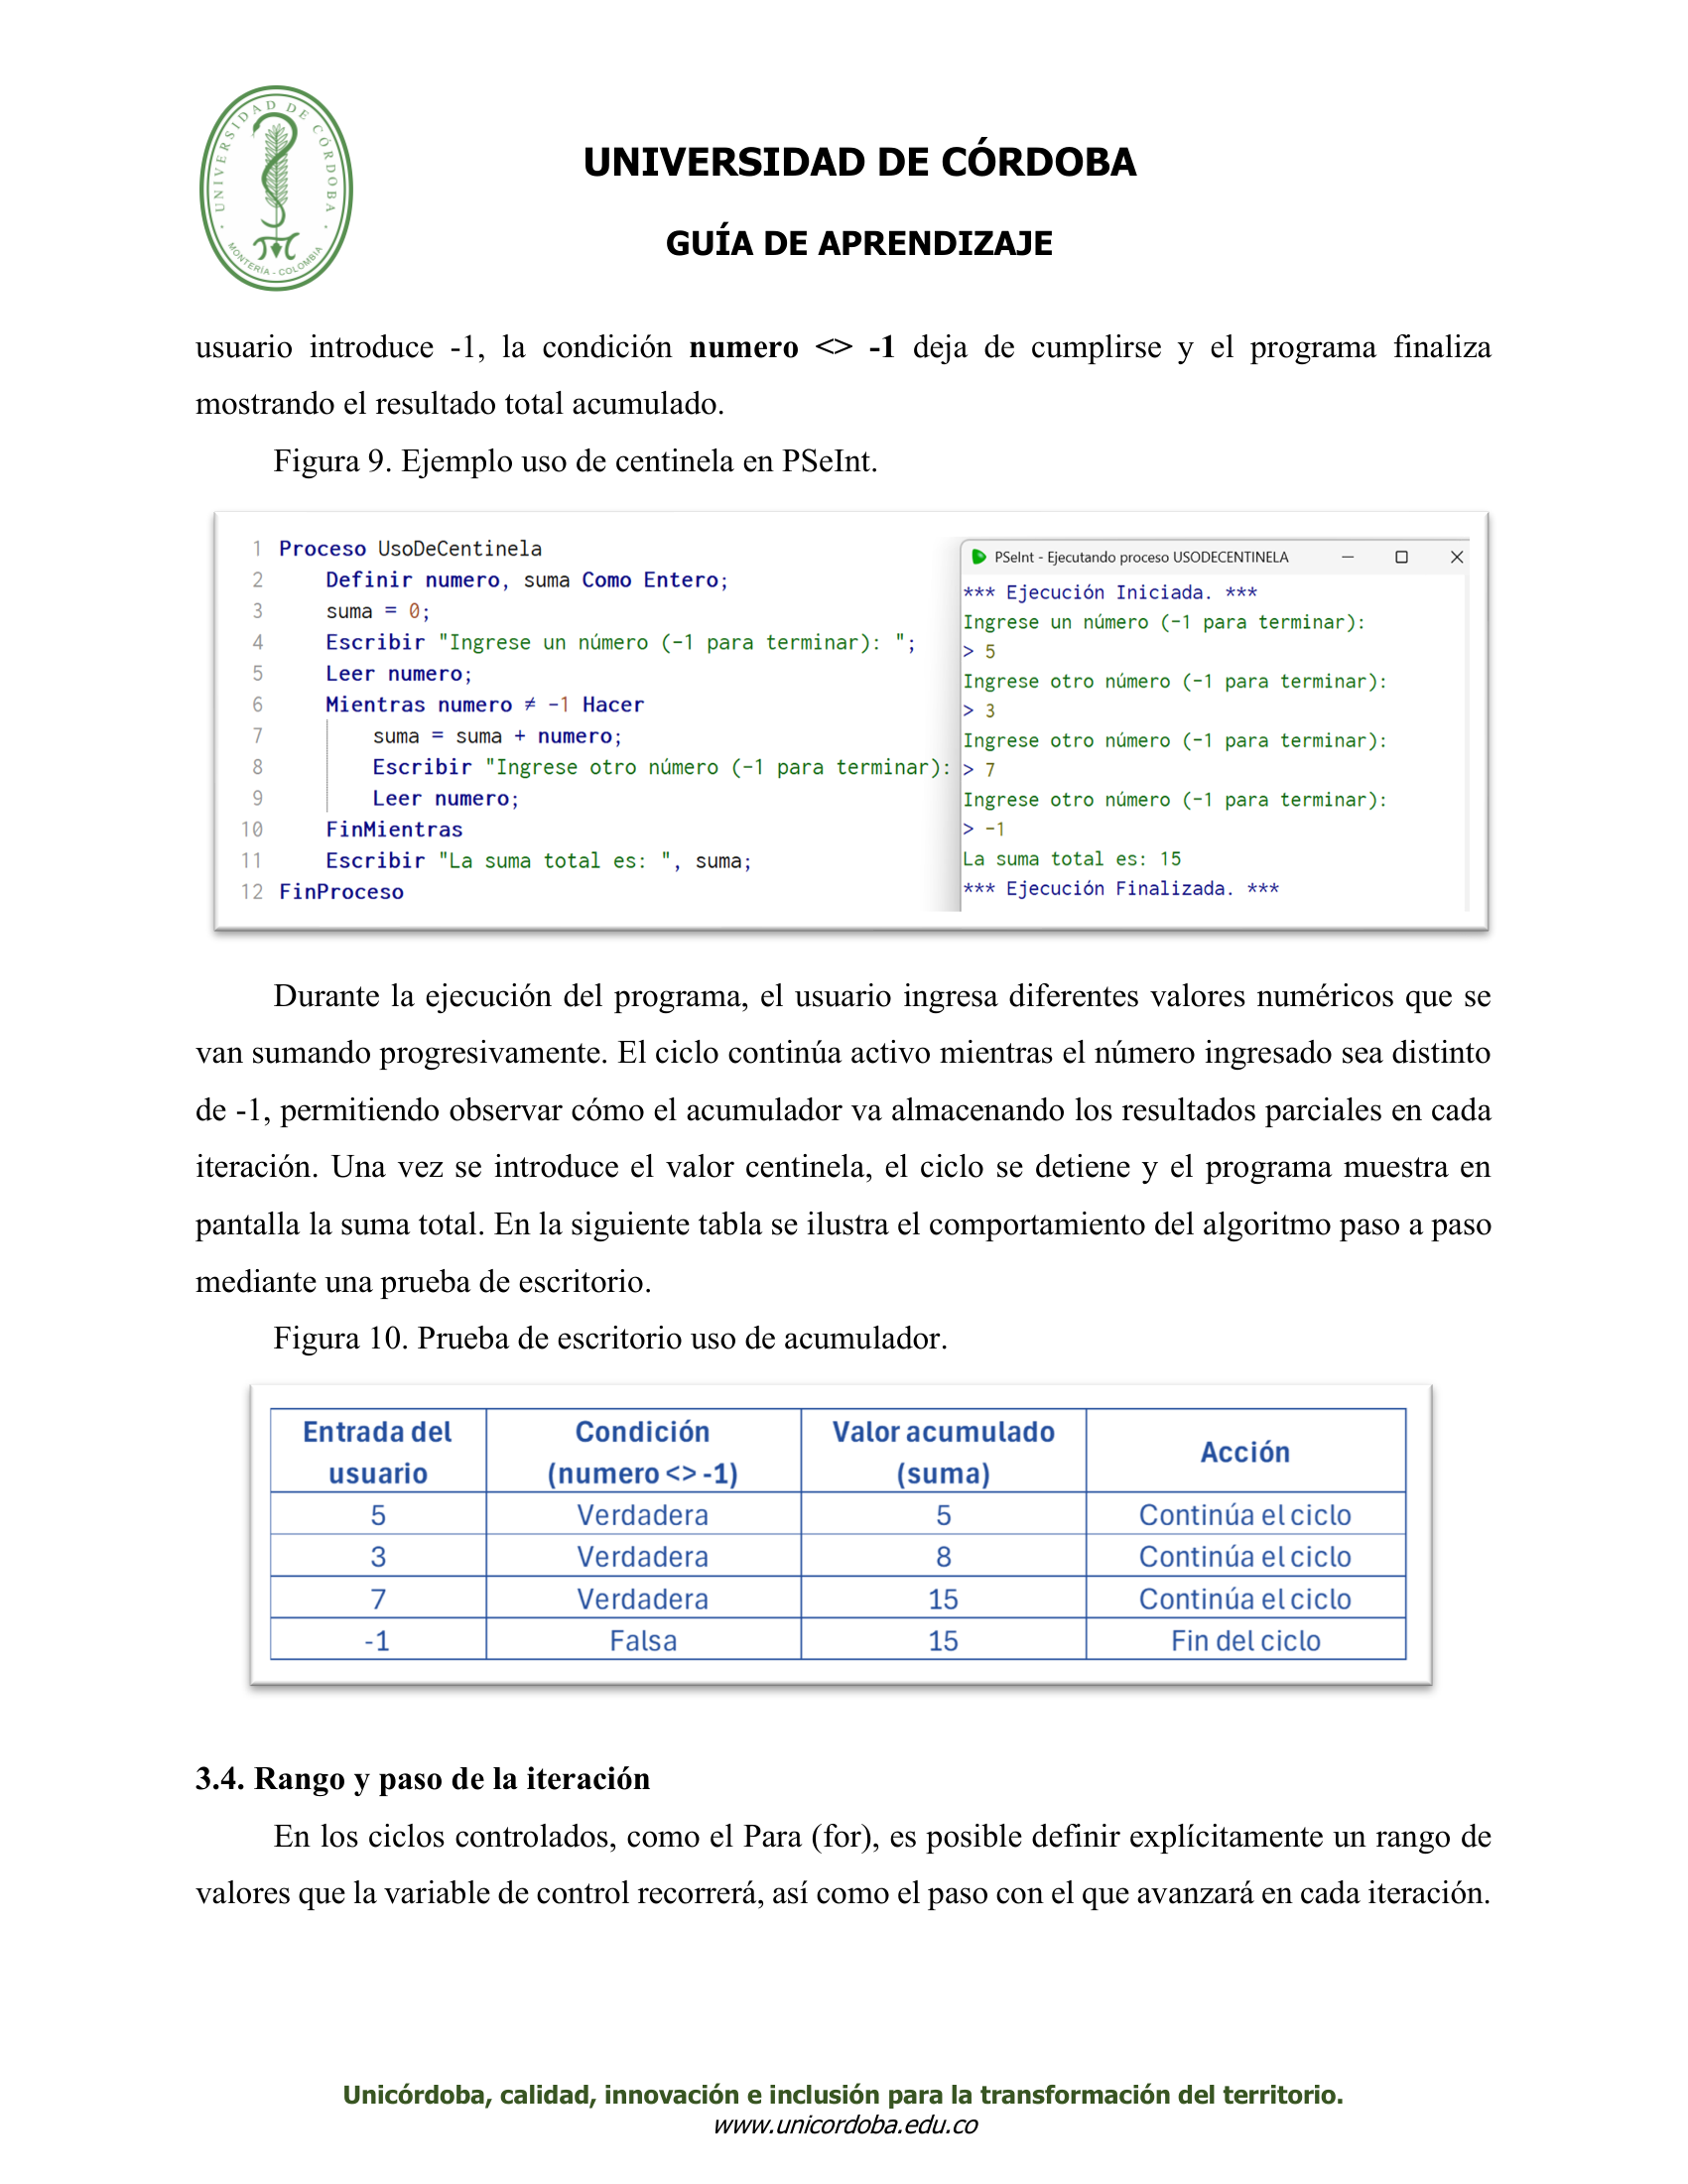 UNIVERSIDAD DE CÓRDOBA
MONTERÍA - COLOMBIA
UNIVERSIDAD DE CÓRDOBA
GUÍA DE APRENDIZAJE
usuario introduce -1, la condición numero <> -1 deja de cumplirse y el programa finaliza
mostrando el resultado total acumulado.
Figura 9. Ejemplo uso de centinela en PSeInt.
1 Proceso UsoDeCentinela
2 Definir numero, suma Como Entero;
3 suma = 0;
4 Escribir "Ingrese un número (-1 para terminar): ";
5 Leer numero;
6 Mientras numero ≠ -1 Hacer
7 suma = suma + numero;
8 Escribir "Ingrese otro número (-1 para terminar):
9 Leer numero;
10 FinMientras
11 Escribir "La suma total es: ", suma;
12 FinProceso
PSeInt - Ejecutando proceso USODECENTINELA
*** Ejecución Iniciada. ***
Ingrese un número (-1 para terminar):
> 5
Ingrese otro número (-1 para terminar):
> 3
Ingrese otro número (-1 para terminar):
> 7
Ingrese otro número (-1 para terminar):
> -1
La suma total es: 15
*** Ejecución Finalizada. ***
Durante la ejecución del programa, el usuario ingresa diferentes valores numéricos que se
van sumando progresivamente. El ciclo continúa activo mientras el número ingresado sea distinto
de -1, permitiendo observar cómo el acumulador va almacenando los resultados parciales en cada
iteración. Una vez se introduce el valor centinela, el ciclo se detiene y el programa muestra en
pantalla la suma total. En la siguiente tabla se ilustra el comportamiento del algoritmo paso a paso
mediante una prueba de escritorio.
Figura 10. Prueba de escritorio uso de acumulador.
Entrada del usuario Condición (numero <> -1) Valor acumulado (suma) Acción
5 Verdadera 5 Continúa el ciclo
3 Verdadera 8 Continúa el ciclo
7 Verdadera 15 Continúa el ciclo
-1 Falsa 15 Fin del ciclo
3.4. Rango y paso de la iteración
En los ciclos controlados, como el Para (for), es posible definir explícitamente un rango de
valores que la variable de control recorrerá, así como el paso con el que avanzará en cada iteración.
Unicórdoba, calidad, innovación e inclusión para la transformación del territorio.
www.unicordoba.edu.co